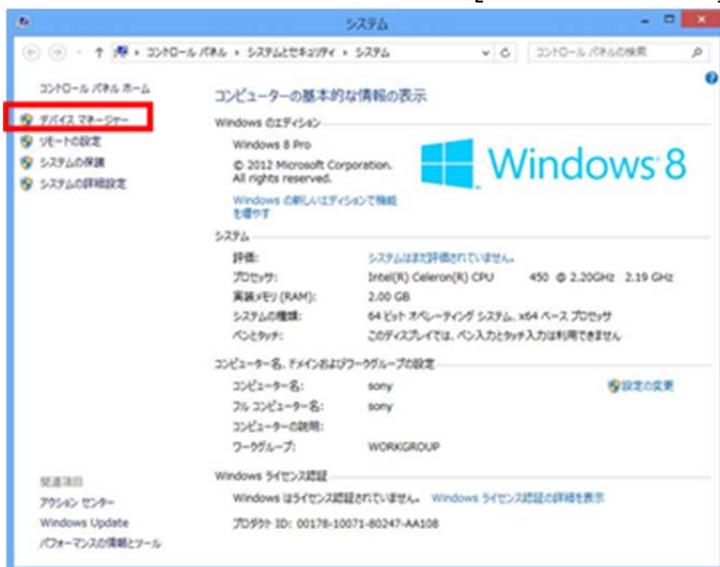 システム
コントロール パネル › システムとセキュリティ › システム
コントロール パネルの検索
コントロール パネル ホーム
デバイス マネージャー
リモートの設定
システムの保護
システムの詳細設定
コンピューターの基本的な情報の表示
Windows のエディション
Windows 8 Pro
© 2012 Microsoft Corporation.
All rights reserved.
Windows の新しいエディションで機能
を増やす
Windows 8
システム
評価: システムはまだ評価されていません。
プロセッサ: Intel(R) Celeron(R) CPU 450 @ 2.20GHz 2.19 GHz
実装メモリ (RAM): 2.00 GB
システムの種類: 64 ビット オペレーティング システム、x64 ベース プロセッサ
ペンとタッチ: このディスプレイでは、ペン入力とタッチ入力は利用できません
コンピューター名、ドメインおよびワークグループの設定
コンピューター名: sony
設定の変更
フル コンピューター名: sony
コンピューターの説明:
ワークグループ: WORKGROUP
Windows ライセンス認証
Windows はライセンス認証されていません。 Windows ライセンス認証の詳細を表示
プロダクト ID: 00178-10071-80247-AA108
関連項目
アクション センター
Windows Update
パフォーマンスの情報とツール